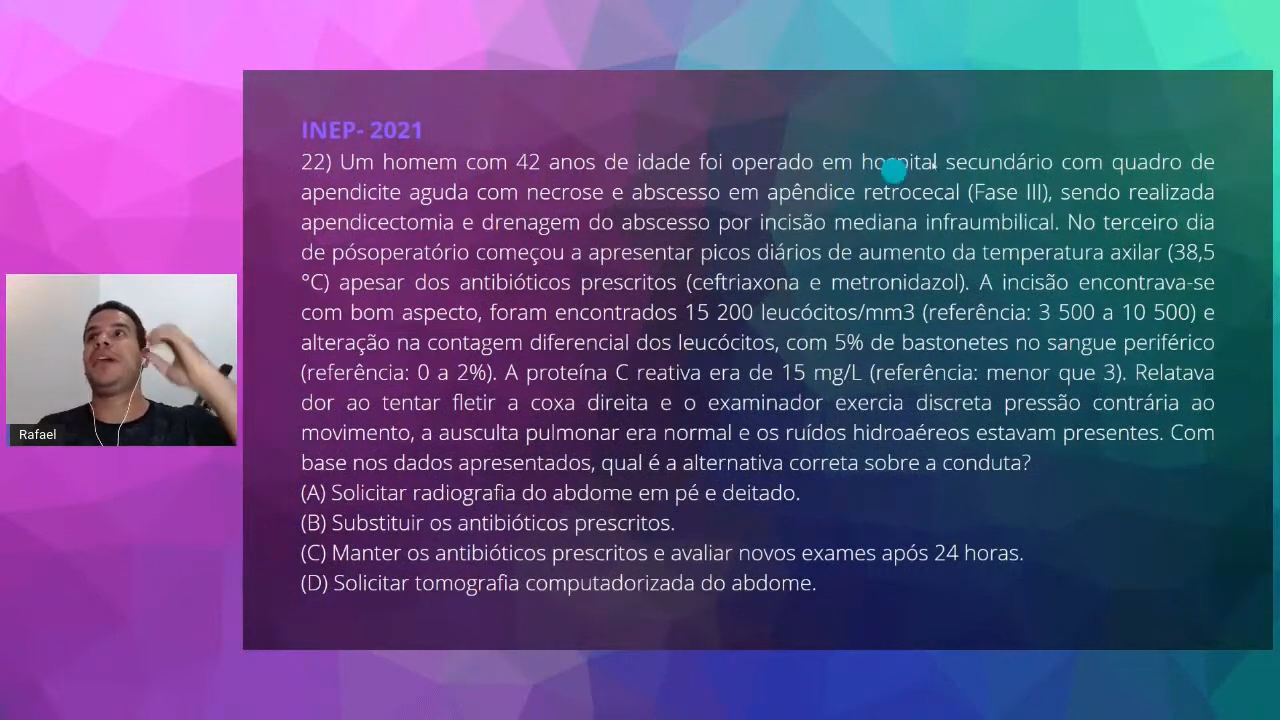 INEP- 2021
22) Um homem com 42 anos de idade foi operado em hospital secundário com quadro de
apendicite aguda com necrose e abscesso em apêndice retrocecal (Fase III), sendo realizada
apendicectomia e drenagem do abscesso por incisão mediana infraumbilical. No terceiro dia
de pósoperatório começou a apresentar picos diários de aumento da temperatura axilar (38,5
°C) apesar dos antibióticos prescritos (ceftriaxona e metronidazol). A incisão encontrava-se
com bom aspecto, foram encontrados 15 200 leucócitos/mm3 (referência: 3 500 a 10 500) e
alteração na contagem diferencial dos leucócitos, com 5% de bastonetes no sangue periférico
(referência: 0 a 2%). A proteína C reativa era de 15 mg/L (referência: menor que 3). Relatava
dor ao tentar fletir a coxa direita e o examinador exercia discreta pressão contrária ao
movimento, a ausculta pulmonar era normal e os ruídos hidroaéreos estavam presentes. Com
base nos dados apresentados, qual é a alternativa correta sobre a conduta?
(A) Solicitar radiografia do abdome em pé e deitado.
(B) Substituir os antibióticos prescritos.
(C) Manter os antibióticos prescritos e avaliar novos exames após 24 horas.
(D) Solicitar tomografia computadorizada do abdome.
Rafael